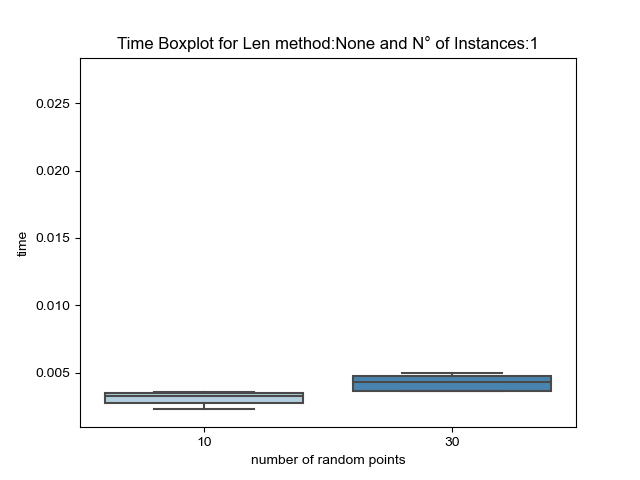 Time Boxplot for Len method:None and N° of Instances:1
0.025
0.020
0.015
0.010
0.005
time
10
30
number of random points